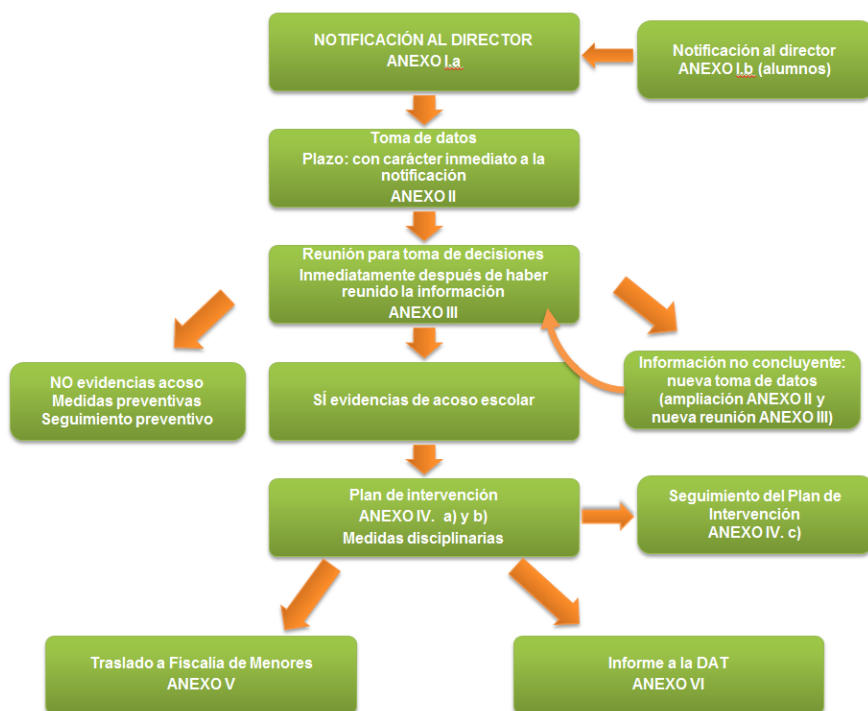 NOTIFICACIÓN AL DIRECTOR
ANEXO I.a
Notificación al director
ANEXO I.b (alumnos)
Toma de datos
Plazo: con carácter inmediato a la
notificación
ANEXO II
Reunión para toma de decisiones
Inmediatamente después de haber
reunido la información
ANEXO III
NO evidencias acoso
Medidas preventivas
Seguimiento preventivo
SÍ evidencias de acoso escolar
Información no concluyente:
nueva toma de datos
(ampliación ANEXO II y
nueva reunión ANEXO III)
Plan de intervención
ANEXO IV. a) y b)
Medidas disciplinarias
Seguimiento del Plan de
Intervención
ANEXO IV. c)
Traslado a Fiscalía de Menores
ANEXO V
Informe a la DAT
ANEXO VI